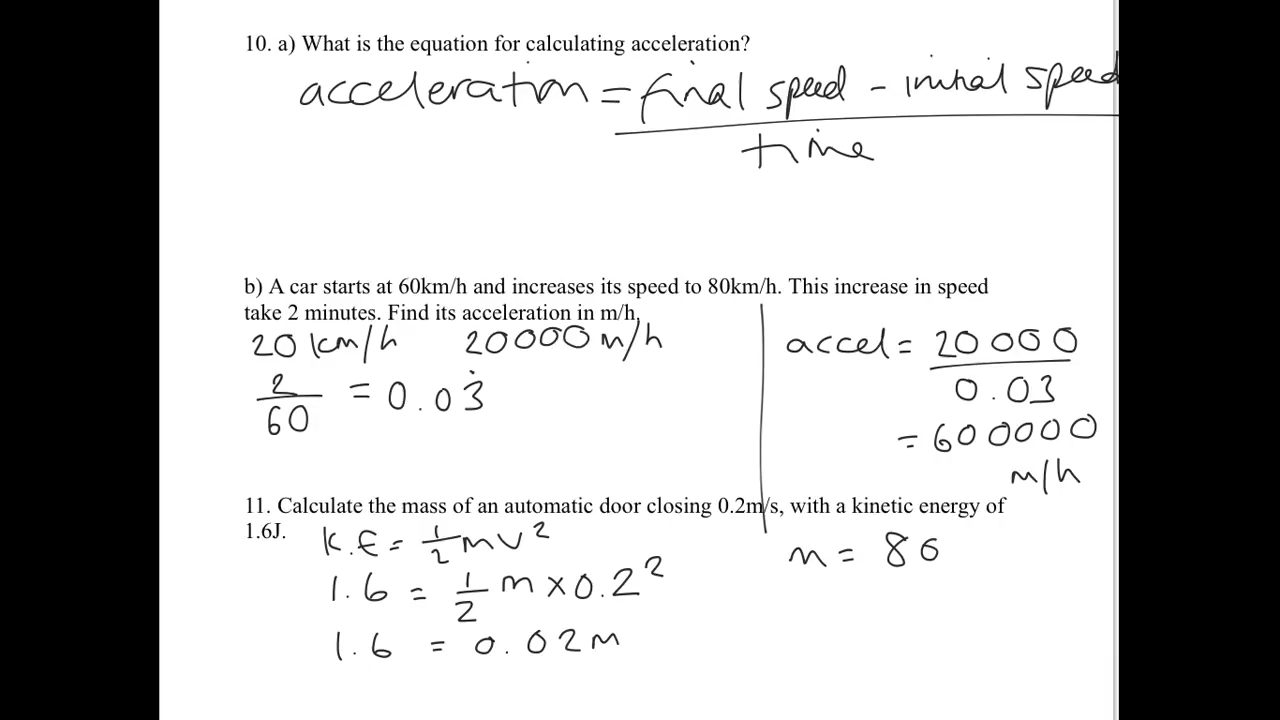 10. a) What is the equation for calculating acceleration?
acceleration = final speed - initial speed
time
b) A car starts at 60km/h and increases its speed to 80km/h. This increase in speed
take 2 minutes. Find its acceleration in m/h.
20 km/h 20000 m/h
2
60
= 0.03̇
accel = 20 000
0.03
= 600000
m/h
11. Calculate the mass of an automatic door closing 0.2m/s, with a kinetic energy of
1.6J.
K.E = 1/2 mv²
1.6 = 1/2 m x 0.2²
1.6 = 0.02m
m = 80